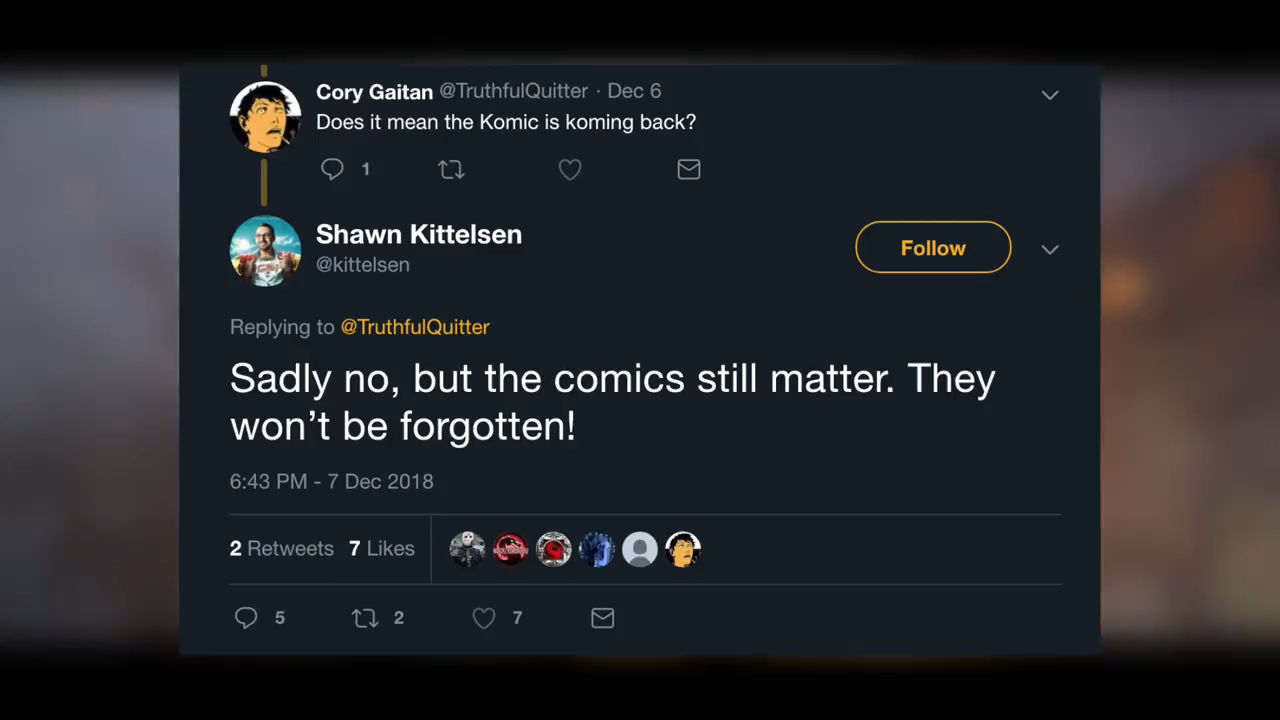 Cory Gaitan @TruthfulQuitter · Dec 6
Does it mean the Komic is koming back?
1
Shawn Kittelsen
@kittelsen
Follow
Replying to @TruthfulQuitter
Sadly no, but the comics still matter. They
won't be forgotten!
6:43 PM - 7 Dec 2018
2 Retweets 7 Likes
5 2 7